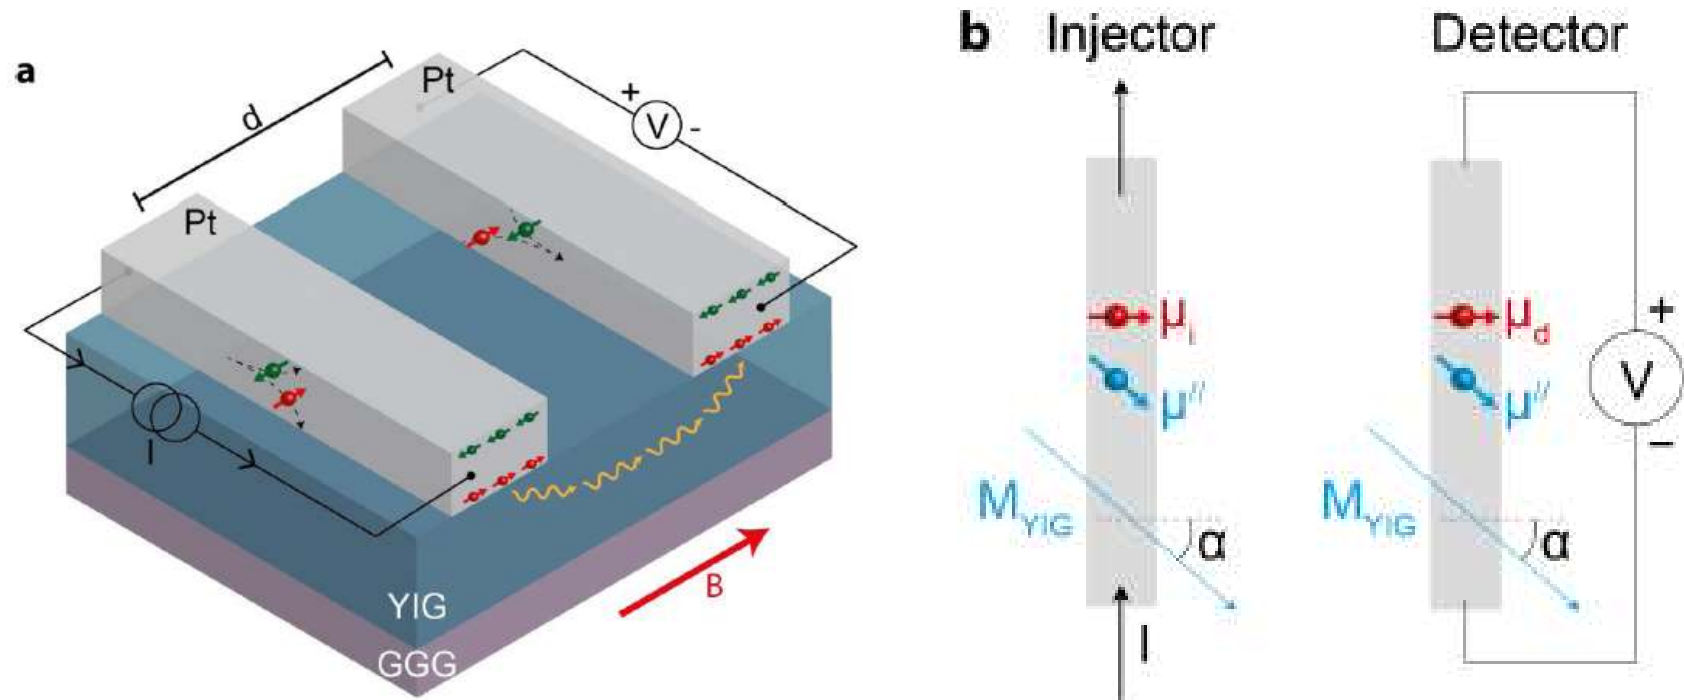 a
Pt
d
+
V
-
Pt
I
B
YIG
GGG
b Injector Detector
μi μd
μ// μ//
+
V
−
MYIG α MYIG α
I